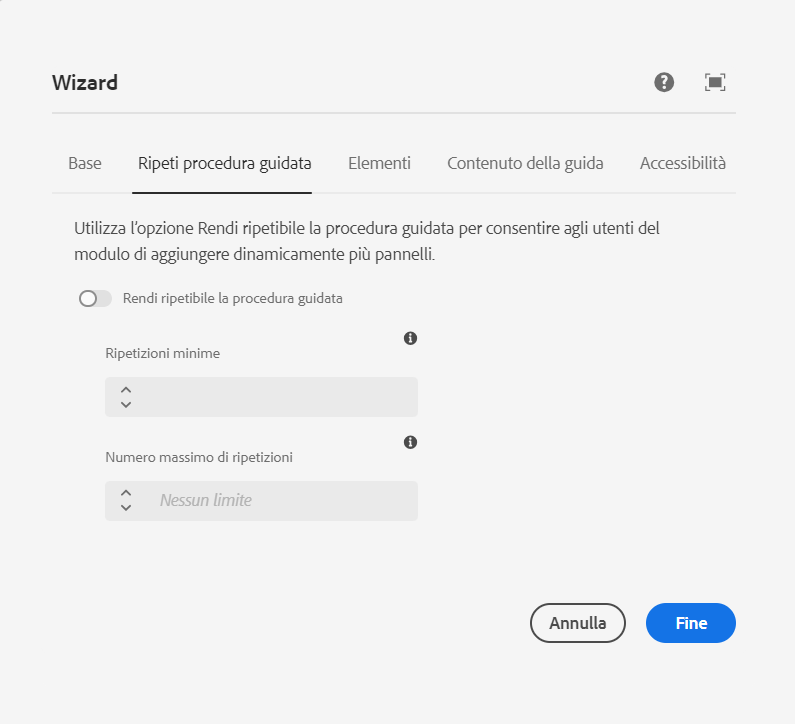 Wizard
Base
Ripeti procedura guidata
Elementi
Contenuto della guida
Accessibilità
Utilizza l’opzione Rendi ripetibile la procedura guidata per consentire agli utenti del
modulo di aggiungere dinamicamente più pannelli.
Rendi ripetibile la procedura guidata
Ripetizioni minime
Numero massimo di ripetizioni
Nessun limite
Annulla
Fine